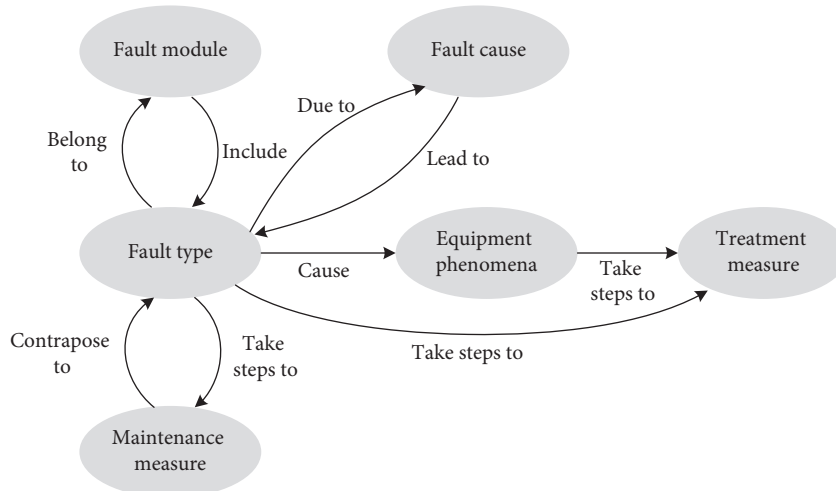 Fault module
Fault cause
Due to
Belong
to
Include
Lead to
Fault type
Equipment
phenomena
Treatment
measure
Cause
Take
steps to
Contrapose
to
Take
steps to
Take steps to
Maintenance
measure